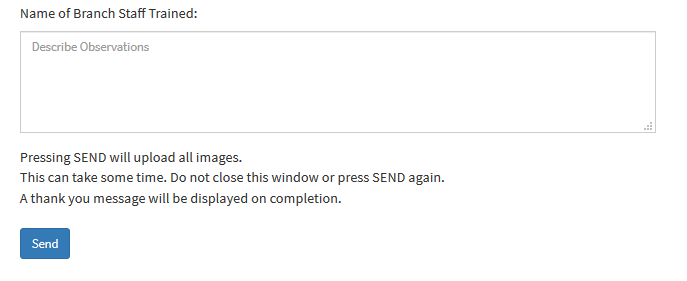 Name of Branch Staff Trained:
Describe Observations
Pressing SEND will upload all images.
This can take some time. Do not close this window or press SEND again.
A thank you message will be displayed on completion.
Send